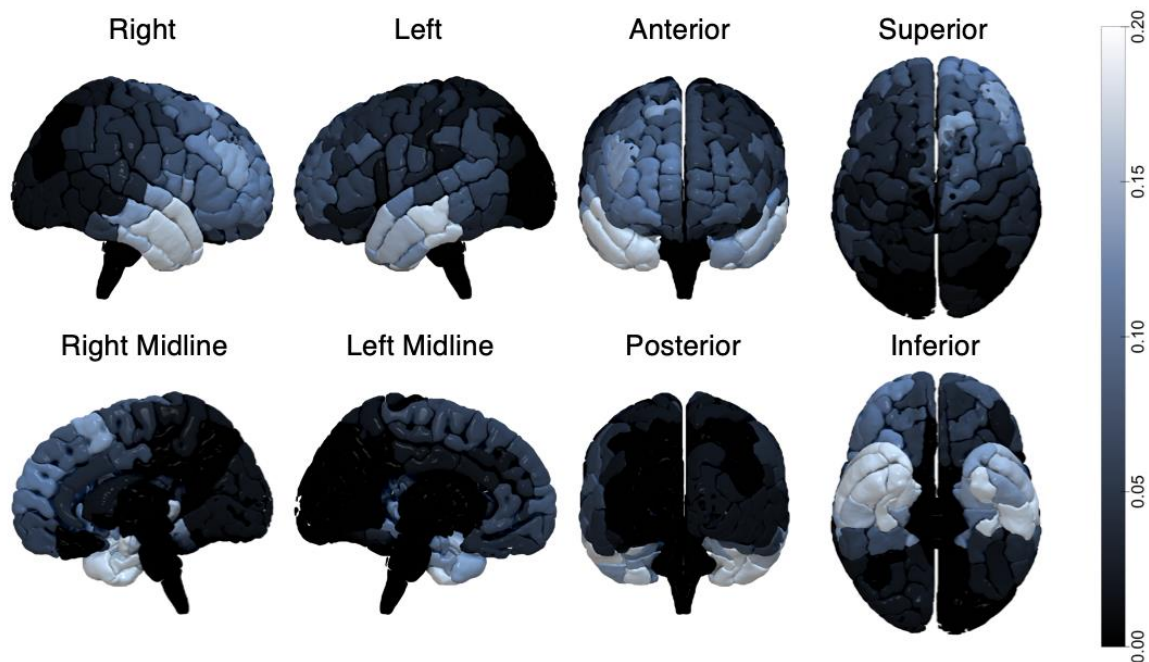 Right
Left
Anterior
Superior
Right Midline
Left Midline
Posterior
Inferior
0.20
0.15
0.10
0.05
0.00